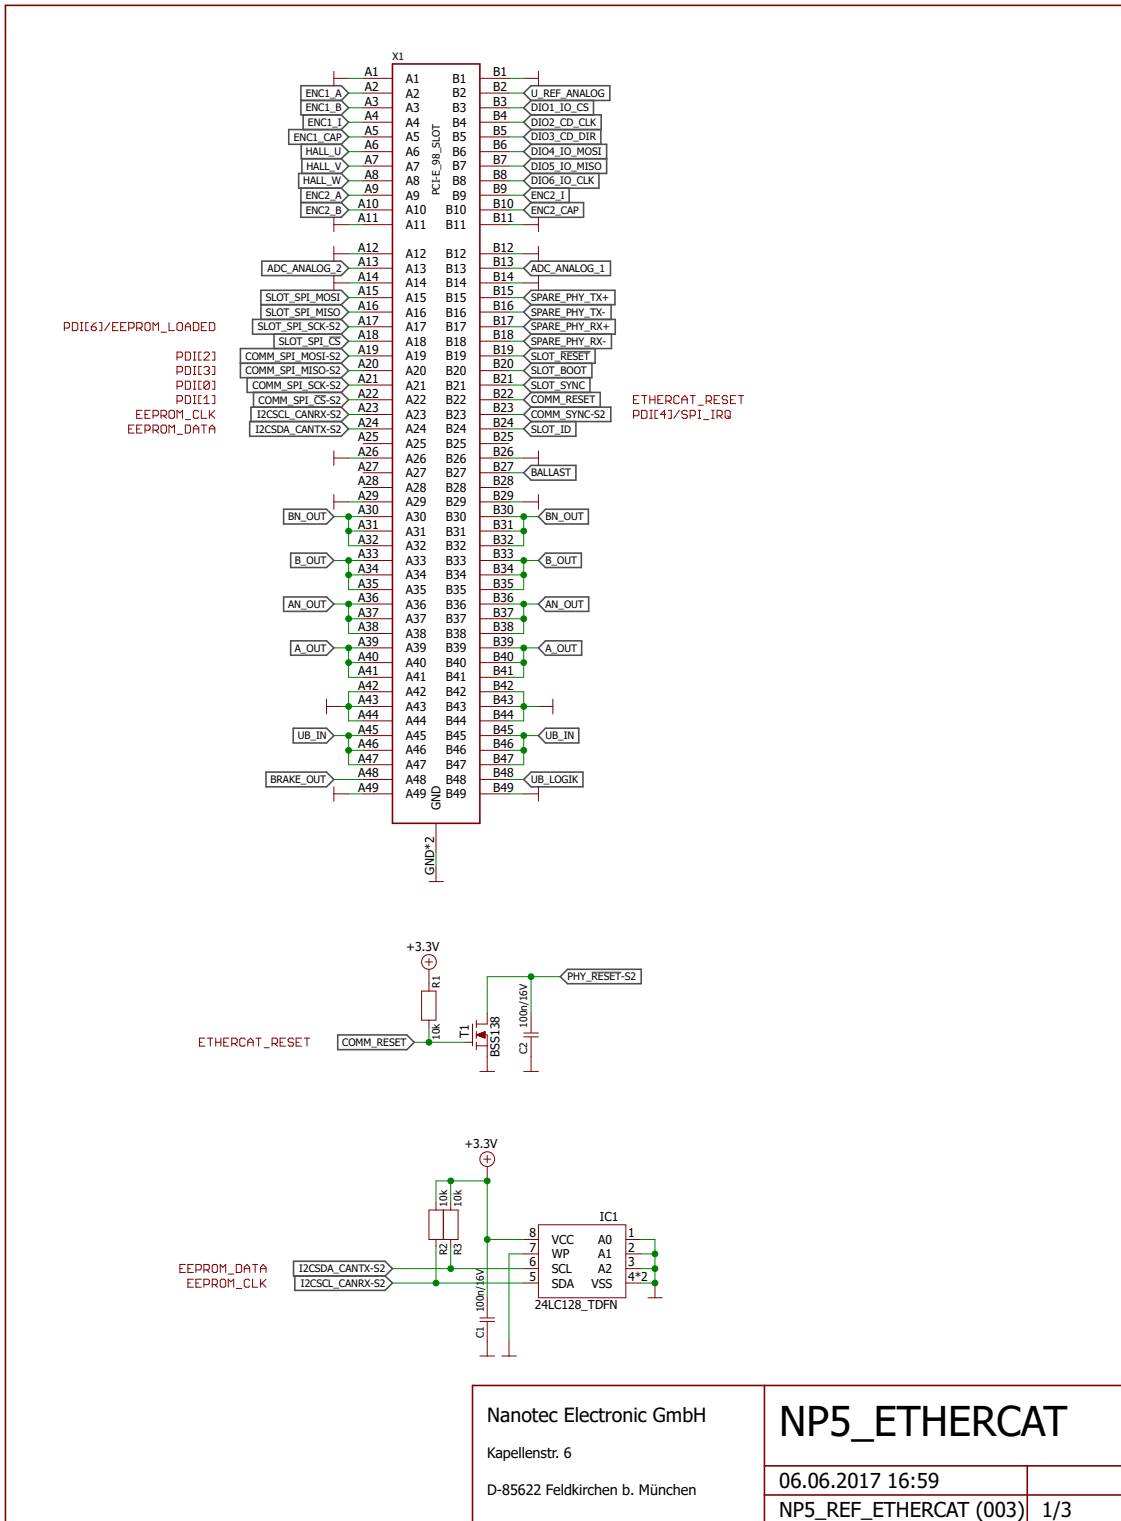 X1
PCI-E_98_SLOT
A1 A1 B1 B1
ENC1_A A2 A2 B2 B2 U_REF_ANALOG
ENC1_B A3 A3 B3 B3 DIO1_IO_CS
ENC1_I A4 A4 B4 B4 DIO2_CD_CLK
ENC1_CAP A5 A5 B5 B5 DIO3_CD_DIR
HALL_U A6 A6 B6 B6 DIO4_IO_MOSI
HALL_V A7 A7 B7 B7 DIO5_IO_MISO
HALL_W A8 A8 B8 B8 DIO6_IO_CLK
ENC2_A A9 A9 B9 B9 ENC2_I
ENC2_B A10 A10 B10 B10 ENC2_CAP
A11 A11 B11 B11
A12 A12 B12 B12
ADC_ANALOG_2 A13 A13 B13 B13 ADC_ANALOG_1
A14 A14 B14 B14
SLOT_SPI_MOSI A15 A15 B15 B15 SPARE_PHY_TX+
SLOT_SPI_MISO A16 A16 B16 B16 SPARE_PHY_TX-
PDI[6]/EEPROM_LOADED SLOT_SPI_SCK-S2 A17 A17 B17 B17 SPARE_PHY_RX+
SLOT_SPI_CS A18 A18 B18 B18 SPARE_PHY_RX-
PDI[2] COMM_SPI_MOSI-S2 A19 A19 B19 B19 SLOT_RESET
PDI[3] COMM_SPI_MISO-S2 A20 A20 B20 B20 SLOT_BOOT
PDI[0] COMM_SPI_SCK-S2 A21 A21 B21 B21 SLOT_SYNC
PDI[1] COMM_SPI_CS-S2 A22 A22 B22 B22 COMM_RESET ETHERCAT_RESET
EEPROM_CLK I2CSCL_CANRX-S2 A23 A23 B23 B23 COMM_SYNC-S2 PDI[4]/SPI_IRQ
EEPROM_DATA I2CSDA_CANTX-S2 A24 A24 B24 B24 SLOT_ID
A25 A25 B25 B25
A26 A26 B26 B26
A27 A27 B27 B27 BALLAST
A28 A28 B28 B28
A29 A29 B29 B29
BN_OUT A30 A30 B30 B30 BN_OUT
A31 A31 B31 B31
A32 A32 B32 B32
B_OUT A33 A33 B33 B33 B_OUT
A34 A34 B34 B34
A35 A35 B35 B35
AN_OUT A36 A36 B36 B36 AN_OUT
A37 A37 B37 B37
A38 A38 B38 B38
A_OUT A39 A39 B39 B39 A_OUT
A40 A40 B40 B40
A41 A41 B41 B41
A42 A42 B42 B42
A43 A43 B43 B43
A44 A44 B44 B44
UB_IN A45 A45 B45 B45 UB_IN
A46 A46 B46 B46
A47 A47 B47 B47
BRAKE_OUT A48 A48 B48 B48 UB_LOGIK
A49 A49 B49 B49
GND
GND*2
+3.3V
R1
10k
T1
BSS138
100n/16V
C2
PHY_RESET-S2
ETHERCAT_RESET COMM_RESET
+3.3V
10k
10k
R2
R3
IC1
8 VCC A0 1
7 WP A1 2
EEPROM_DATA I2CSDA_CANTX-S2 6 SCL A2 3
EEPROM_CLK I2CSCL_CANRX-S2 5 SDA VSS 4*2
24LC128_TDFN
100n/16V
C1
Nanotec Electronic GmbH
Kapellenstr. 6
D-85622 Feldkirchen b. München
NP5_ETHERCAT
06.06.2017 16:59
NP5_REF_ETHERCAT (003) 1/3